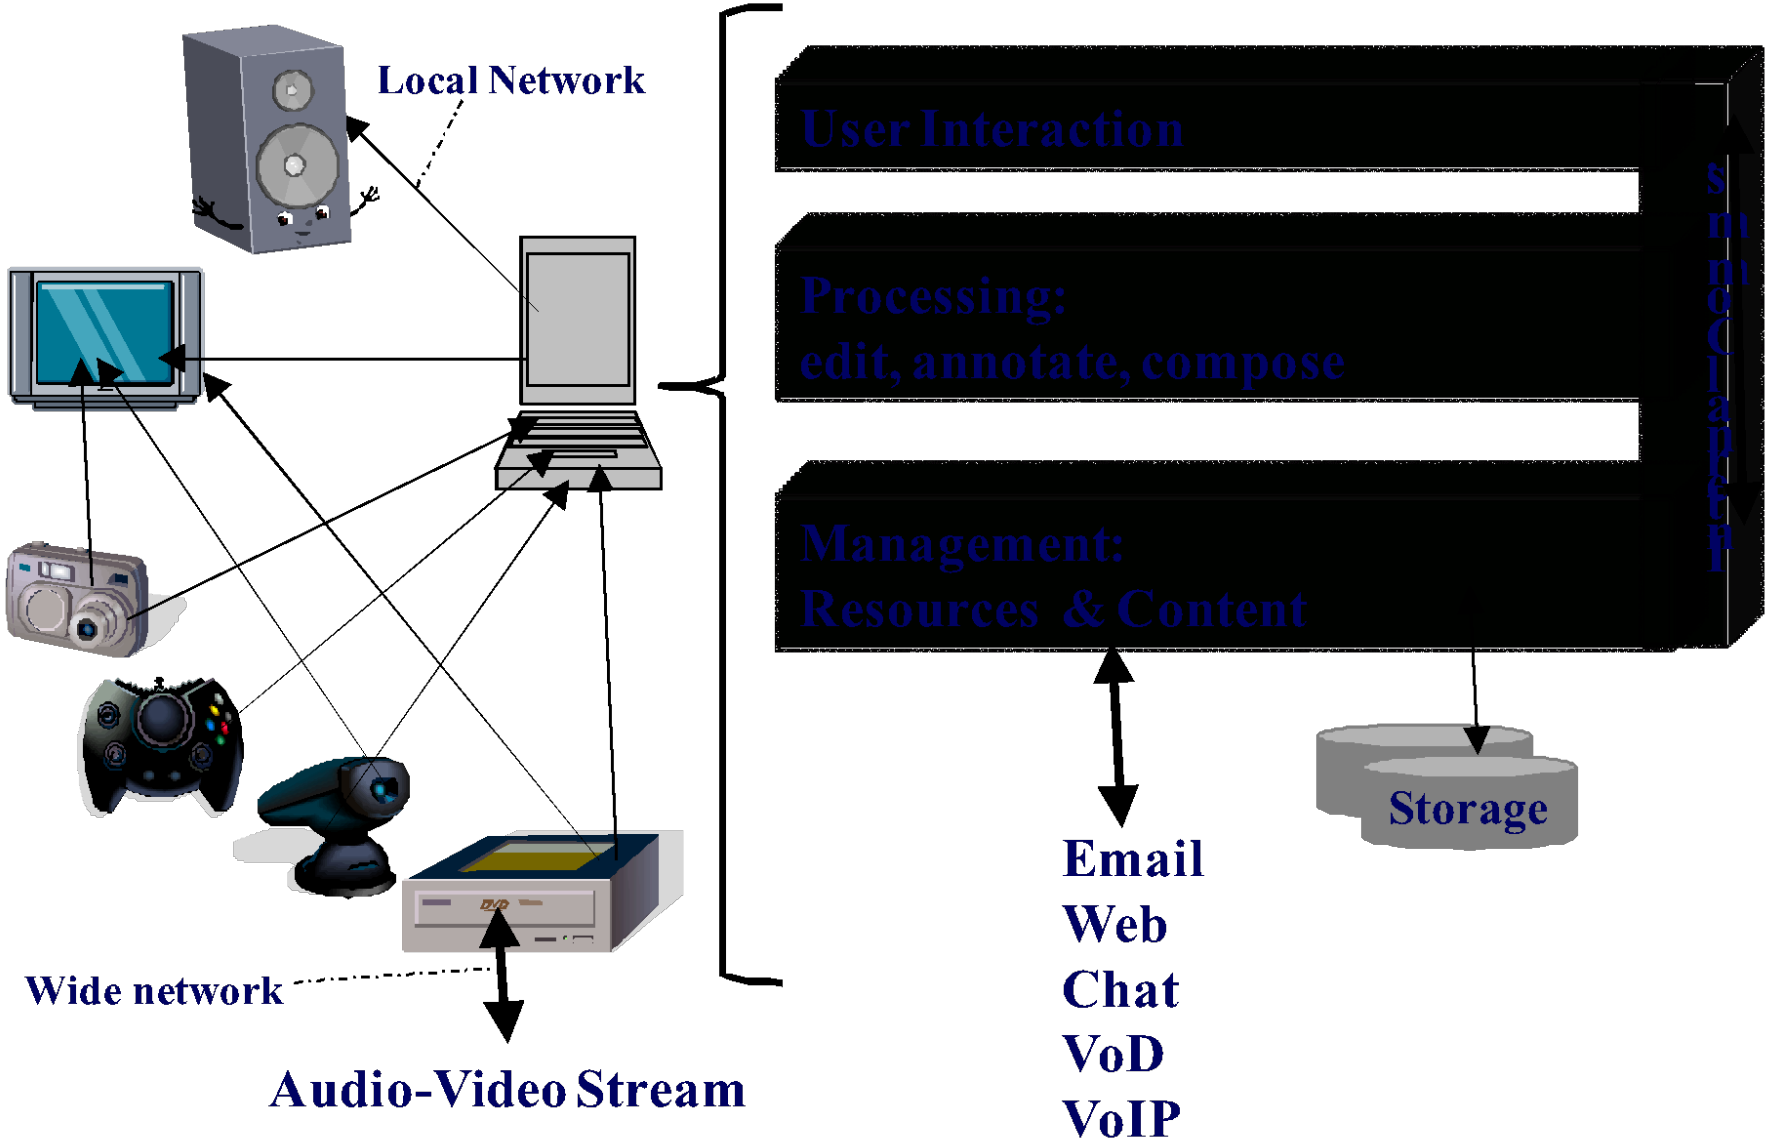 Local Network
User Interaction
Processing:
edit, annotate, compose
Management:
Resources & Content
Storage
DVD
Wide network
Audio-Video Stream
Email
Web
Chat
VoD
VoIP